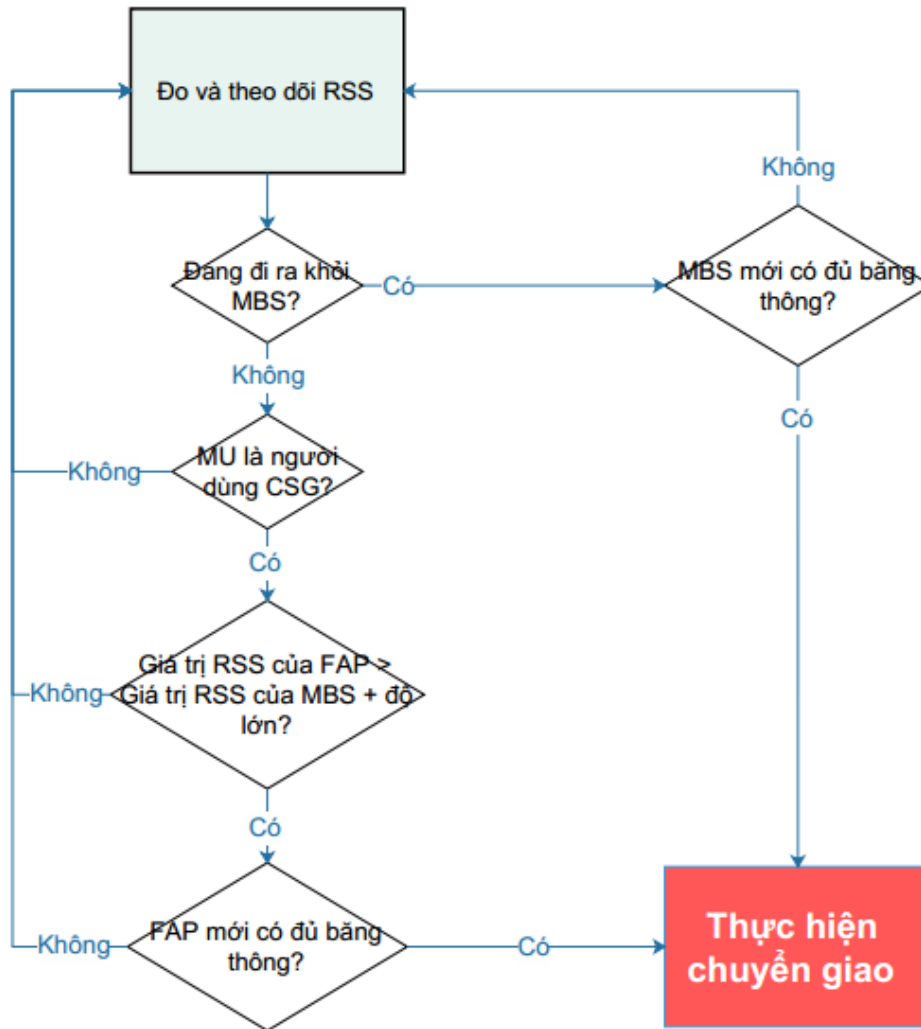 Đo và theo dõi RSS
Không
Đang đi ra khỏi
MBS?
Có
MBS mới có đủ băng
thông?
Không
Có
MU là người
dùng CSG?
Không
Có
Giá trị RSS của FAP >
Giá trị RSS của MBS + độ
lớn?
Không
Có
FAP mới có đủ băng
thông?
Không
Có
Thực hiện
chuyển giao